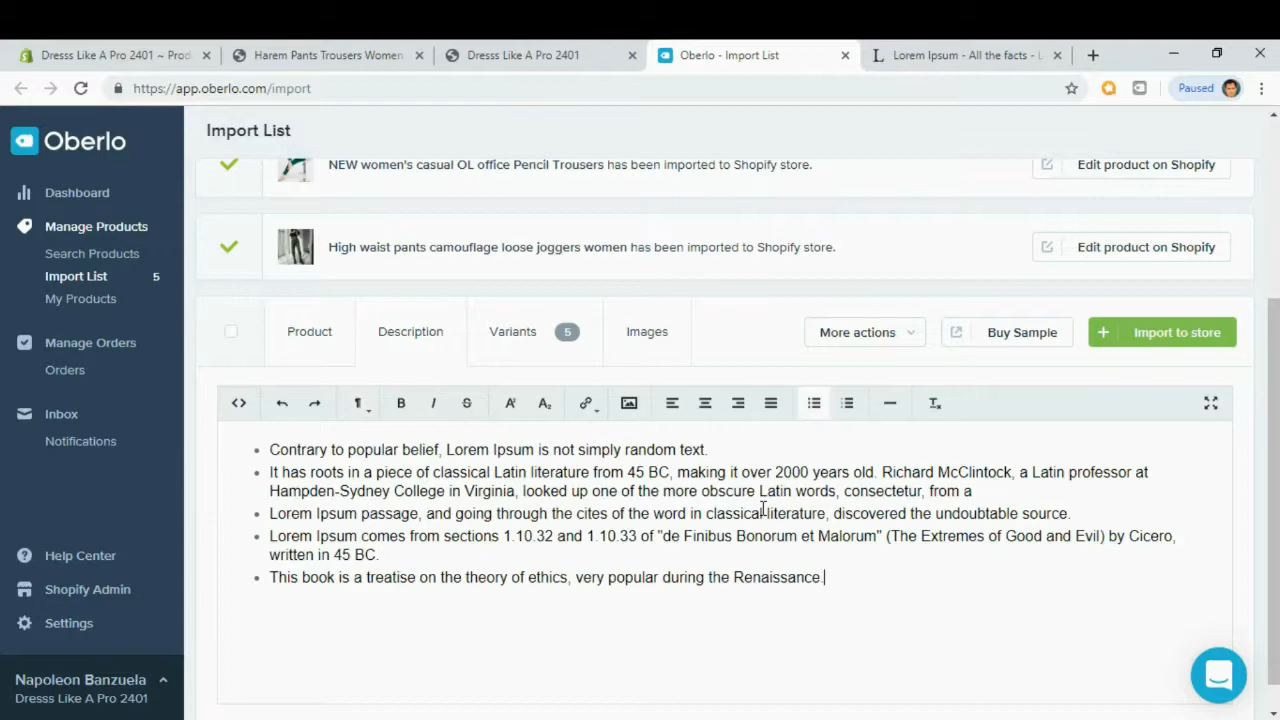 Dresss Like A Pro 2401 ~ Prod
Harem Pants Trousers Women
Dresss Like A Pro 2401
Oberlo - Import List
Lorem Ipsum - All the facts - L
https://app.oberlo.com/import
Paused
Oberlo
Import List
Dashboard
NEW women's casual OL office Pencil Trousers has been imported to Shopify store.
Edit product on Shopify
Manage Products
Search Products
High waist pants camouflage loose joggers women has been imported to Shopify store.
Edit product on Shopify
Import List 5
My Products
Product
Description
Variants 5
Images
More actions
Buy Sample
+ Import to store
Manage Orders
Orders
Inbox
Notifications
• Contrary to popular belief, Lorem Ipsum is not simply random text.
• It has roots in a piece of classical Latin literature from 45 BC, making it over 2000 years old. Richard McClintock, a Latin professor at
Hampden-Sydney College in Virginia, looked up one of the more obscure Latin words, consectetur, from a
• Lorem Ipsum passage, and going through the cites of the word in classical literature, discovered the undoubtable source.
• Lorem Ipsum comes from sections 1.10.32 and 1.10.33 of "de Finibus Bonorum et Malorum" (The Extremes of Good and Evil) by Cicero,
written in 45 BC.
• This book is a treatise on the theory of ethics, very popular during the Renaissance.
Help Center
Shopify Admin
Settings
Napoleon Banzuela
Dresss Like A Pro 2401